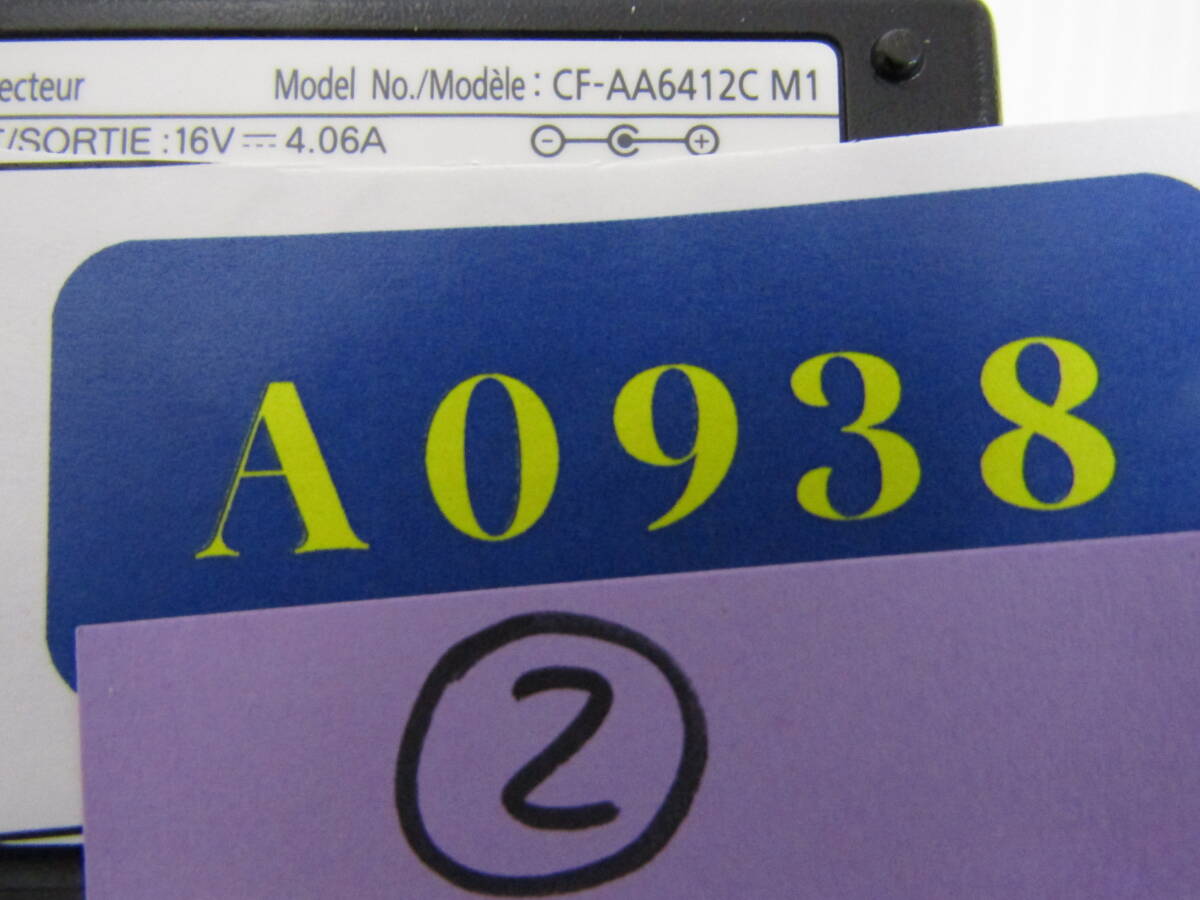 ecteur Model No./Modèle : CF-AA6412C M1
T/SORTIE : 16V ⎓ 4.06A
A0938
②